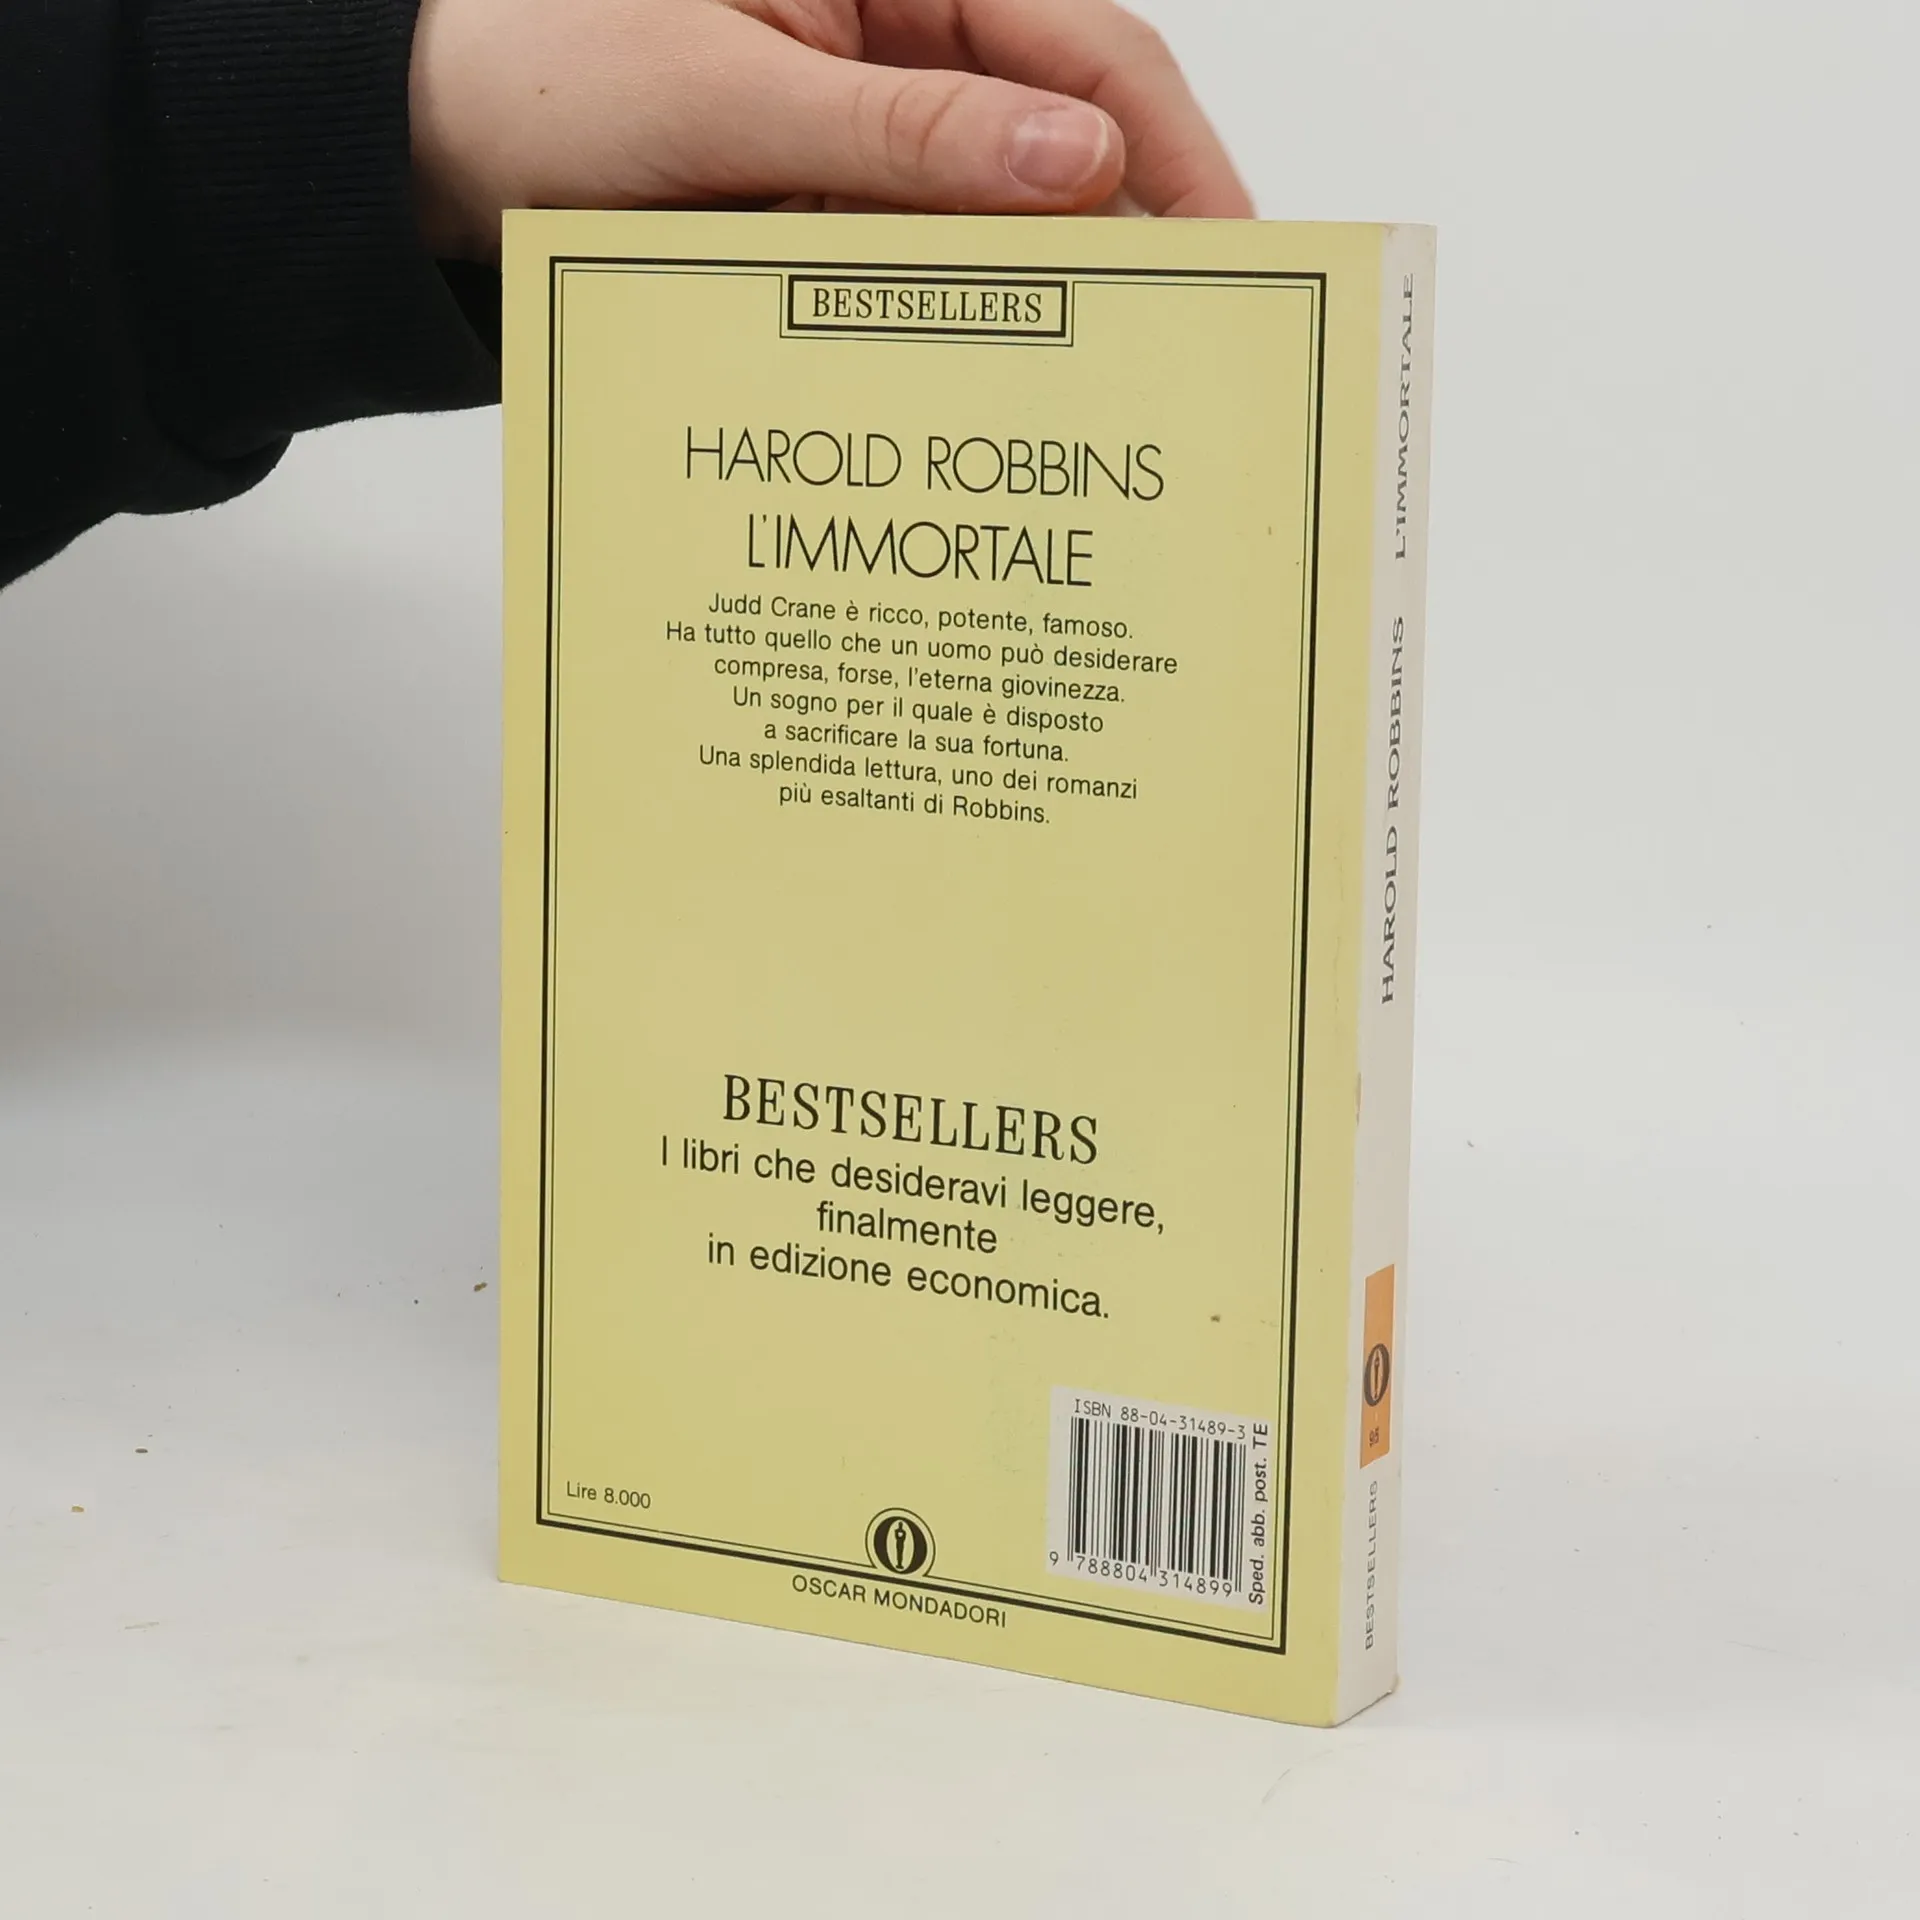 BESTSELLERS
HAROLD ROBBINS
L'IMMORTALE
Judd Crane è ricco, potente, famoso.
Ha tutto quello che un uomo può desiderare
compresa, forse, l'eterna giovinezza.
Un sogno per il quale è disposto
a sacrificare la sua fortuna.
Una splendida lettura, uno dei romanzi
più esaltanti di Robbins.
BESTSELLERS
I libri che desideravi leggere,
finalmente
in edizione economica.
Lire 8.000
OSCAR MONDADORI
ISBN 88-04-31489-3
9 788804 314899
Sped. abb. post. TE
HAROLD ROBBINS L'IMMORTALE
BESTSELLERS